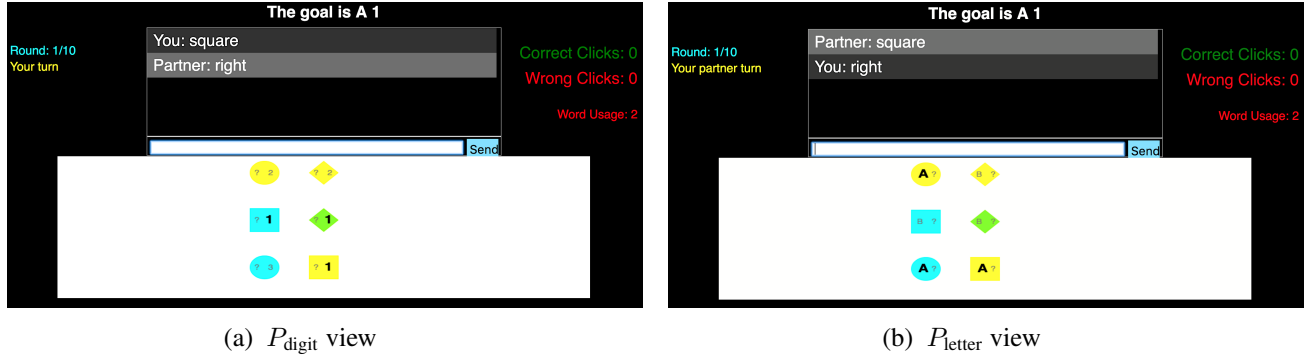 The goal is A 1
You: square
Round: 1/10
Your turn
Partner: right
Correct Clicks: 0
Wrong Clicks: 0
Word Usage: 2
Send
? 2 ? 2
? 1 ? 1
? 3 ? 1
(a) P_digit view
The goal is A 1
Partner: square
Round: 1/10
Your partner turn
You: right
Correct Clicks: 0
Wrong Clicks: 0
Word Usage: 2
Send
A ? B ?
B ? B ?
A ? A ?
(b) P_letter view